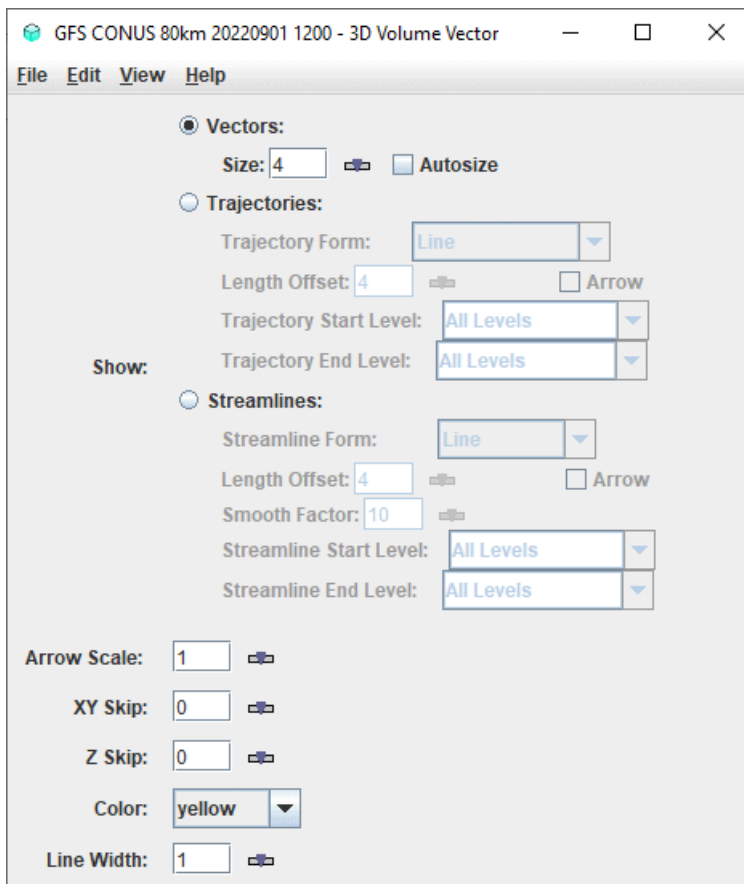 GFS CONUS 80km 20220901 1200 - 3D Volume Vector
File Edit View Help
Vectors:
Size: 4 Autosize
Trajectories:
Trajectory Form: Line
Length Offset: 4 Arrow
Trajectory Start Level: All Levels
Show:
Trajectory End Level: All Levels
Streamlines:
Streamline Form: Line
Length Offset: 4 Arrow
Smooth Factor: 10
Streamline Start Level: All Levels
Streamline End Level: All Levels
Arrow Scale: 1
XY Skip: 0
Z Skip: 0
Color: yellow
Line Width: 1